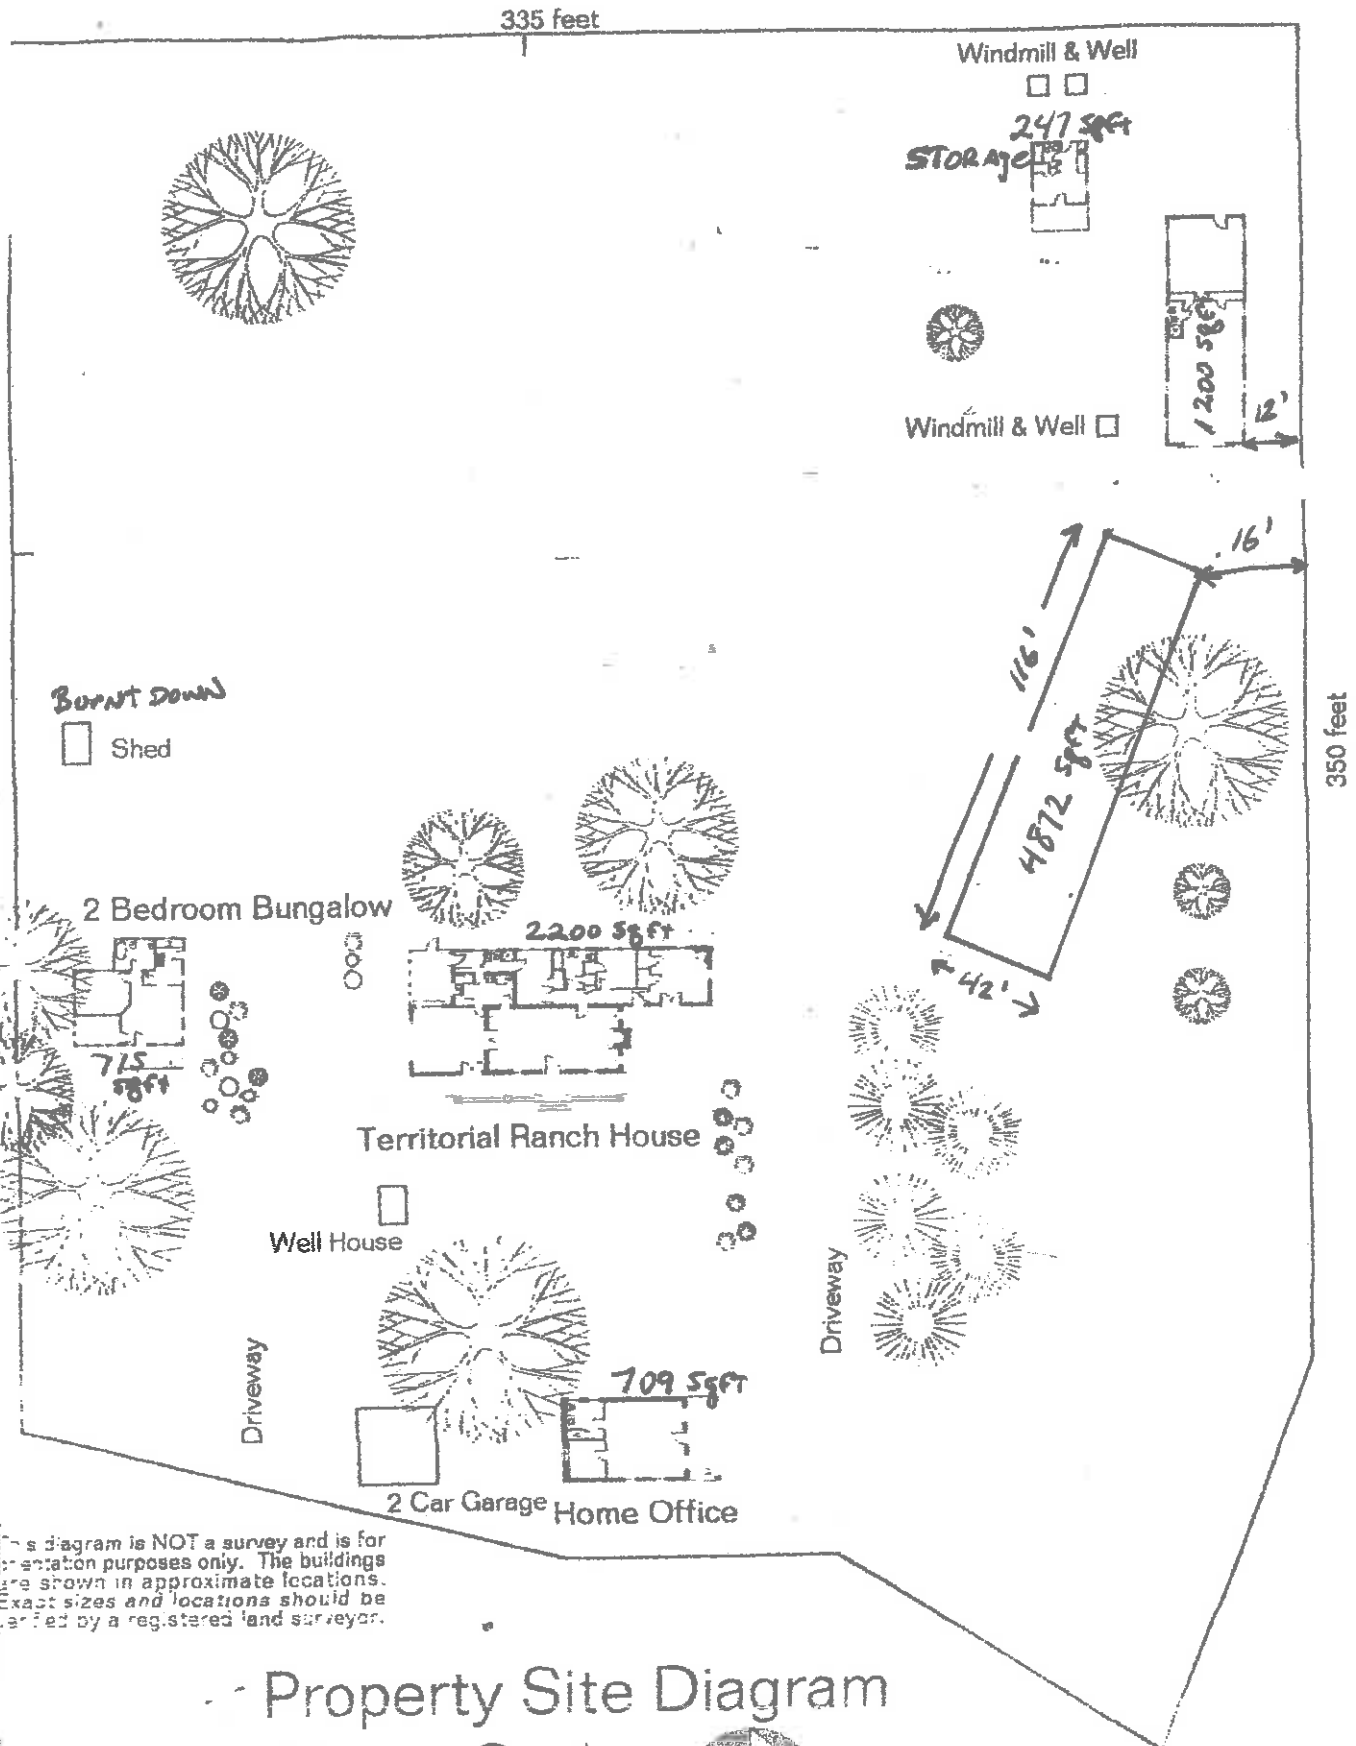 335 feet
Windmill & Well
247 sqft
STORAge
1200 sqft
12'
Windmill & Well
16'
116'
BURNT DOWN
Shed
350 feet
4872 sqft
2 Bedroom Bungalow
2200 sqft
42'
715
sqft
Territorial Ranch House
Well House
Driveway
Driveway
709 SqFT
2 Car Garage
Home Office
diagram is NOT a survey and is for
purposes only. The buildings
shown in approximate locations.
Exact sizes and locations should be
by a registered land surveyor.
Property Site Diagram